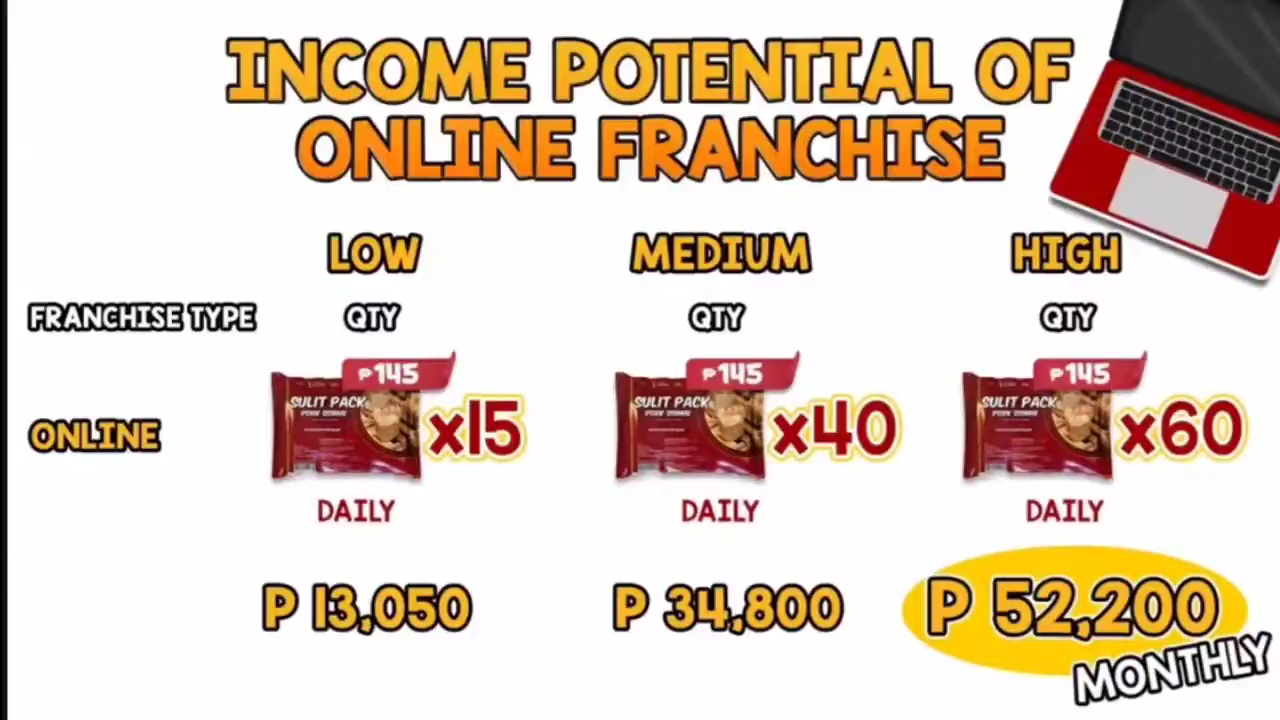 INCOME POTENTIAL OF
ONLINE FRANCHISE
LOW MEDIUM HIGH
FRANCHISE TYPE QTY QTY QTY
₱145 ₱145 ₱145
SULIT PACK SULIT PACK SULIT PACK
ONLINE x15 x40 x60
DAILY DAILY DAILY
P 13,050 P 34,800 P 52,200
MONTHLY